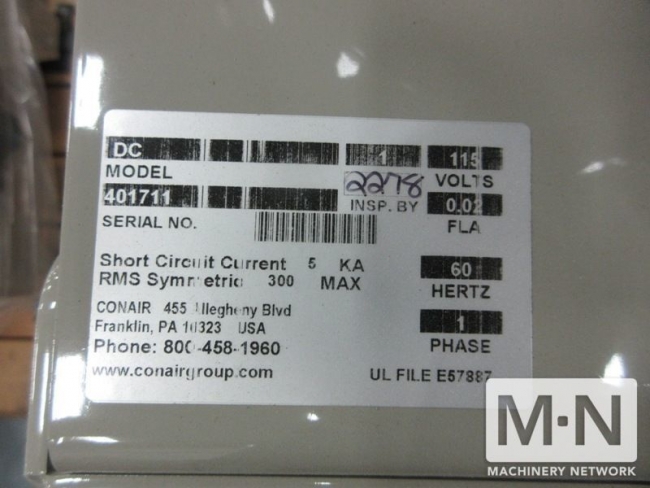 DC 1 115
MODEL 2278 VOLTS
401711 INSP. BY 0.02
SERIAL NO. FLA
Short Circuit Current 5 KA 60
RMS Symmetric 300 MAX HERTZ
CONAIR 455 Allegheny Blvd 1
Franklin, PA 16323 USA
Phone: 800-458-1960 PHASE
www.conairgroup.com UL FILE E57887
M·N
MACHINERY NETWORK